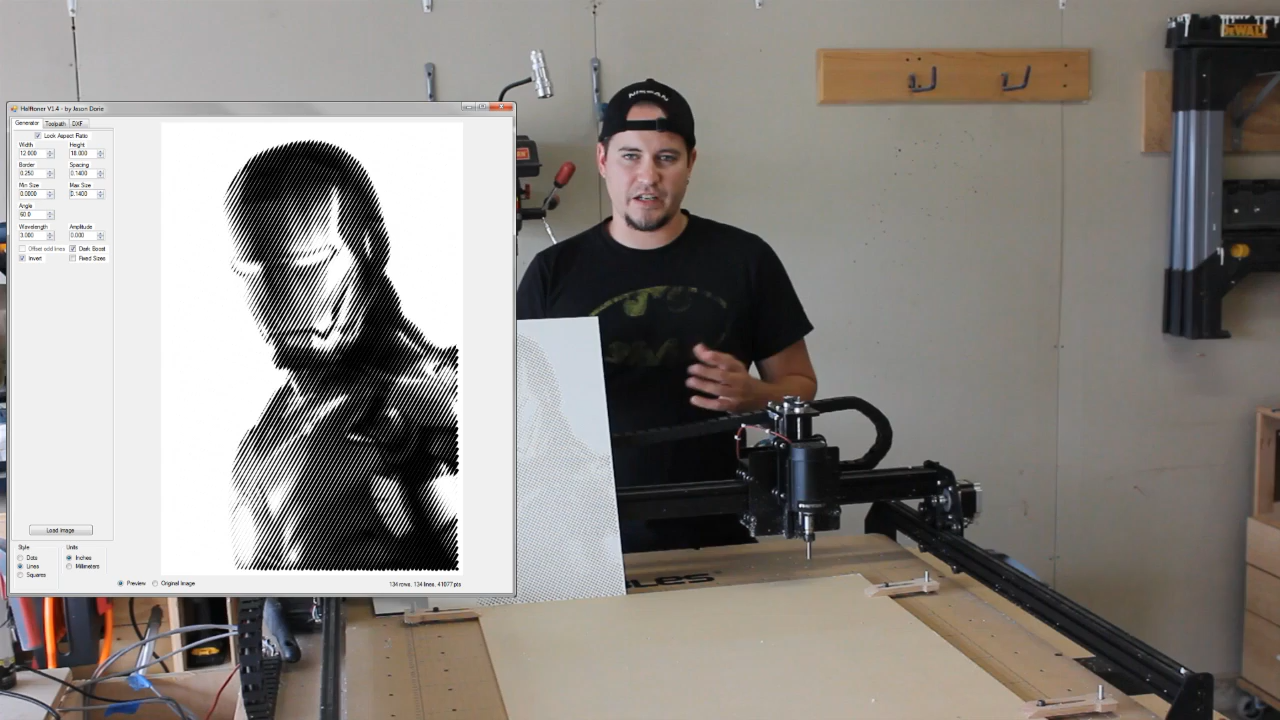 Halftoner V1.4 - by Jason Dorie
Generator Toolpath DXF
Lock Aspect Ratio
Width Height
12.000 18.000
Border Spacing
0.250 0.1400
Min Size Max Size
0.0000 0.1400
Angle
60.0
Wavelength Amplitude
3.000 0.000
Offset odd lines Dark Boost
Invert Fixed Sizes
Load Image
Style Units
Dots Inches
Lines Millimeters
Squares
Preview Original Image
134 rows, 134 lines, 41077 pts
NISSAN
DEWALT